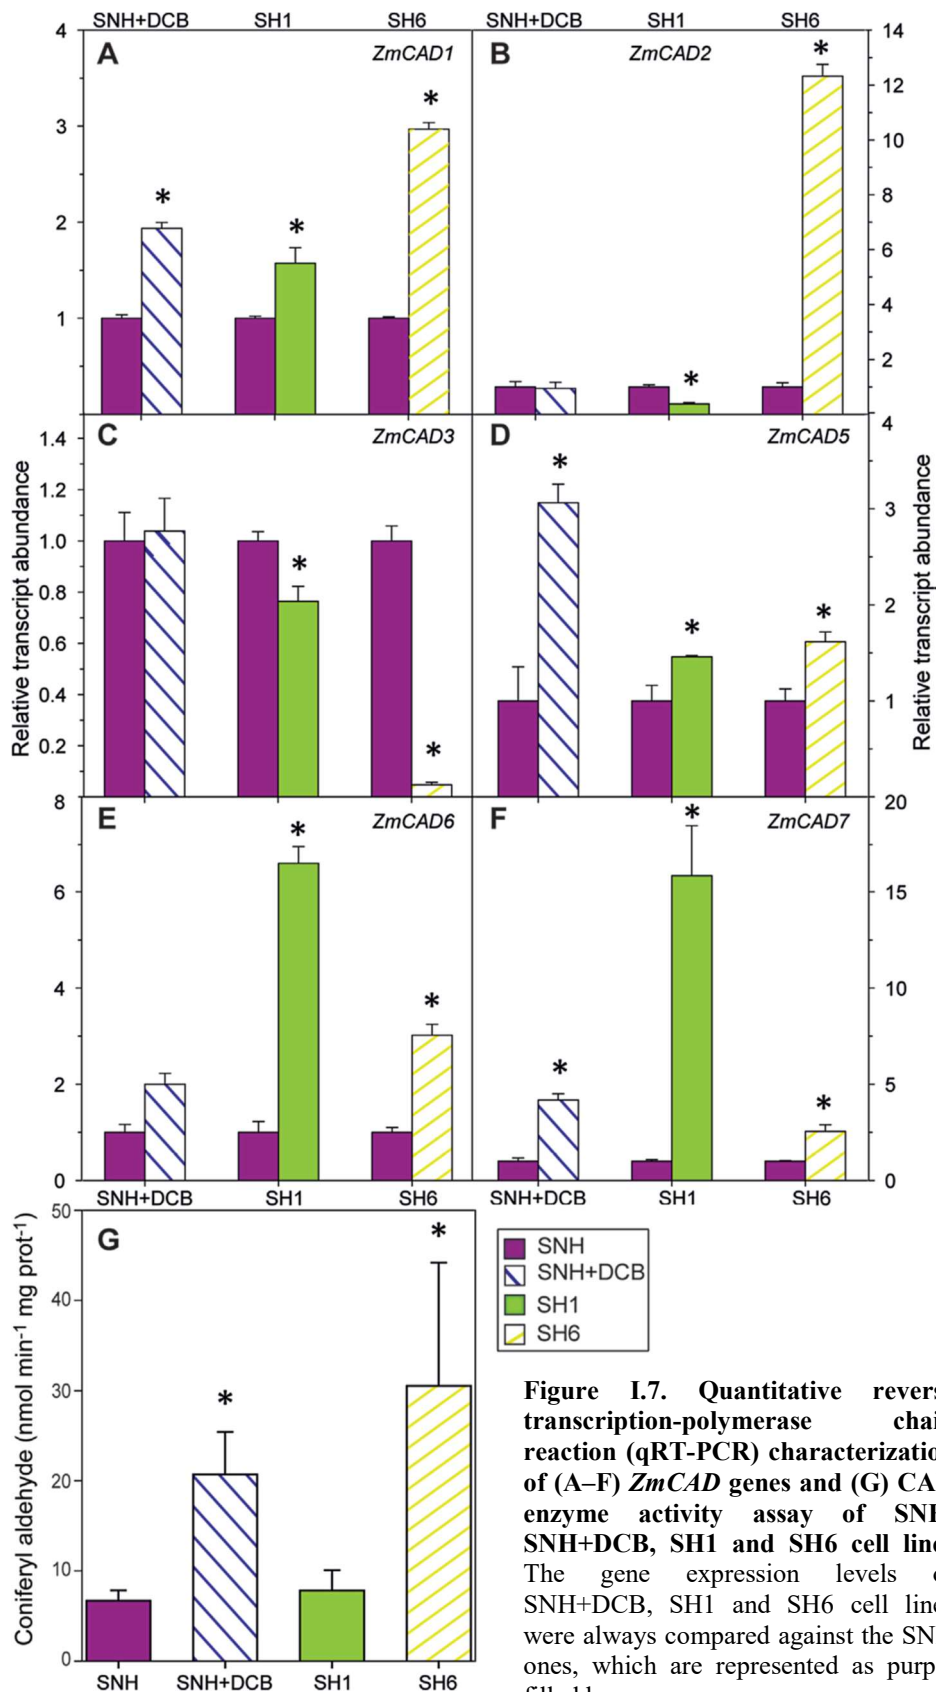 SNH+DCB SH1 SH6 SNH+DCB SH1 SH6
A ZmCAD1 B ZmCAD2
4 3 2 1
14 12 10 8 6 4 2
* * * * *
C ZmCAD3 D ZmCAD5
1.4 1.2 1.0 0.8 0.6 0.4 0.2
4 3 2 1
* * * * *
Relative transcript abundance
Relative transcript abundance
E ZmCAD6 F ZmCAD7
8 6 4 2 0
20 15 10 5 0
* * * * *
SNH+DCB SH1 SH6 SNH+DCB SH1 SH6
G
Coniferyl aldehyde (nmol min-1 mg prot-1)
50 40 30 20 10 0
* *
SNH SNH+DCB SH1 SH6
SNH
SNH+DCB
SH1
SH6
Figure I.7. Quantitative
transcription-polymerase
reaction (qRT-PCR)
of (A–F) ZmCAD genes and (G)
enzyme activity assay of
SNH+DCB, SH1 and SH6 cell
The gene expression levels
SNH+DCB, SH1 and SH6 cell
were always compared against the
ones, which are represented as